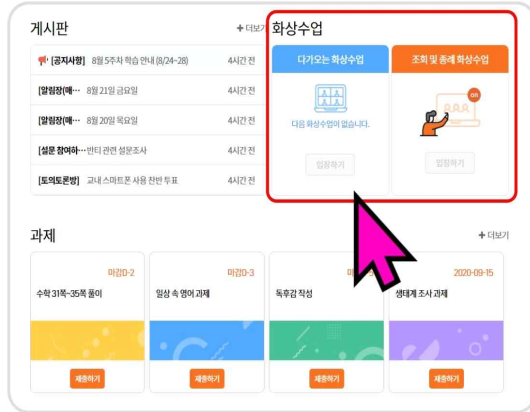 게시판
+ 더보기
화상수업
[공지사항] 8월 5주차 학습 안내 (8/24~28) 4시간 전
[알림장(매… 8월 21일 금요일 4시간 전
[알림장(매… 8월 20일 목요일 4시간 전
[설문 참여하… 반티 관련 설문조사 4시간 전
[토의토론방] 교내 스마트폰 사용 찬반 투표 4시간 전
다가오는 화상수업
다음 화상수업이 없습니다.
입장하기
조회 및 종례 화상수업
on
입장하기
과제
+ 더보기
마감D-2
수학 31쪽~35쪽 풀이
제출하기
마감D-3
일상 속 영어 과제
제출하기
독후감 작성
제출하기
2020-09-15
생태계 조사 과제
제출하기